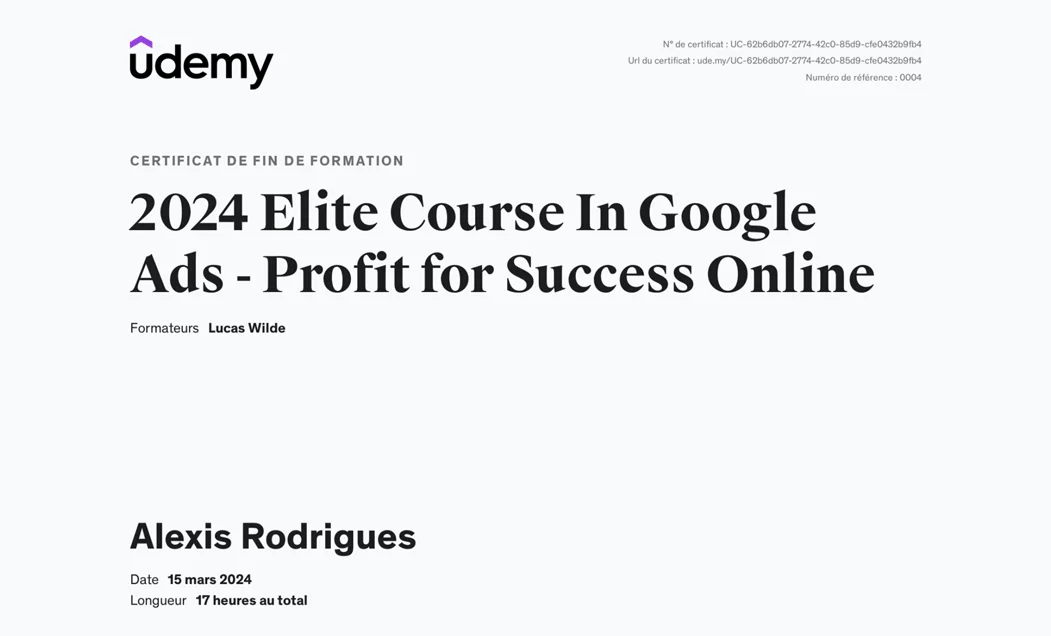 udemy
N° de certificat : UC-62b6db07-2774-42c0-85d9-cfe0432b9fb4
Url du certificat : ude.my/UC-62b6db07-2774-42c0-85d9-cfe0432b9fb4
Numéro de référence : 0004
CERTIFICAT DE FIN DE FORMATION
2024 Elite Course In Google
Ads - Profit for Success Online
Formateurs Lucas Wilde
Alexis Rodrigues
Date 15 mars 2024
Longueur 17 heures au total